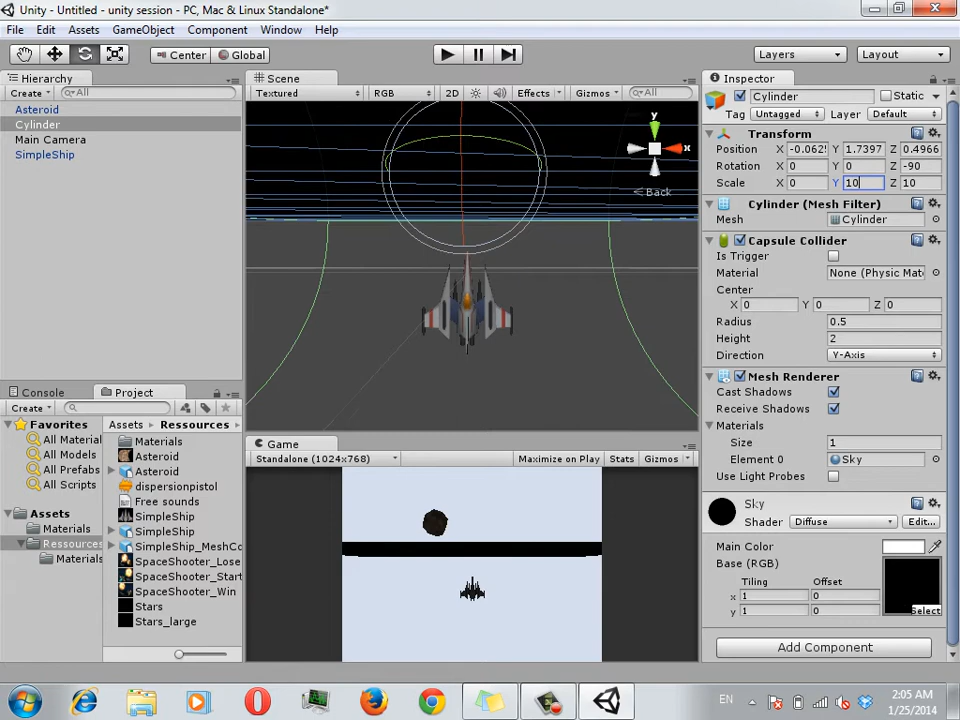 Unity - Untitled - unity session - PC, Mac & Linux Standalone*
File Edit Assets GameObject Component Window Help
Center Global Layers Layout
Hierarchy
Create All
Asteroid
Cylinder
Main Camera
SimpleShip
Scene
Textured RGB 2D Effects Gizmos All
y
x
Back
Game
Standalone (1024x768) Maximize on Play Stats Gizmos
Console Project
Create
Favorites
All Material
All Models
All Prefabs
All Scripts
Assets
Materials
Ressources
Materials
Assets Ressources
Materials
Asteroid
Asteroid
dispersionpistol
Free sounds
SimpleShip
SimpleShip
SimpleShip_MeshCo
SpaceShooter_Lose
SpaceShooter_Start
SpaceShooter_Win
Stars
Stars_large
Inspector
Cylinder Static
Tag Untagged Layer Default
Transform
Position X -0.062 Y 1.7397 Z 0.4966
Rotation X 0 Y 0 Z -90
Scale X 0 Y 10 Z 10
Cylinder (Mesh Filter)
Mesh Cylinder
Capsule Collider
Is Trigger
Material None (Physic Mat
Center
X 0 Y 0 Z 0
Radius 0.5
Height 2
Direction Y-Axis
Mesh Renderer
Cast Shadows
Receive Shadows
Materials
Size 1
Element 0 Sky
Use Light Probes
Sky
Shader Diffuse Edit...
Main Color
Base (RGB)
Tiling Offset
x 1 0
y 1 0
Select
Add Component
EN
2:05 AM
1/25/2014